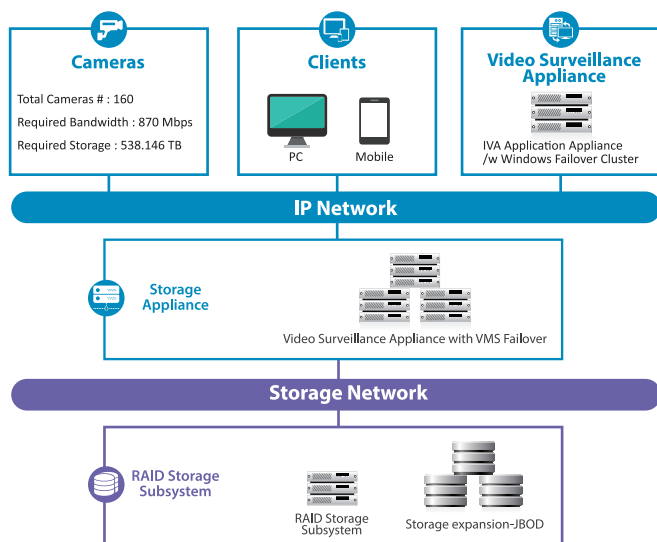 Cameras
Total Cameras # : 160
Required Bandwidth : 870 Mbps
Required Storage : 538.146 TB
Clients
PC
Mobile
Video Surveillance
Appliance
IVA Application Appliance
/w Windows Failover Cluster
IP Network
Storage
Appliance
Video Surveillance Appliance with VMS Failover
Storage Network
RAID Storage
Subsystem
RAID Storage
Subsystem
Storage expansion-JBOD